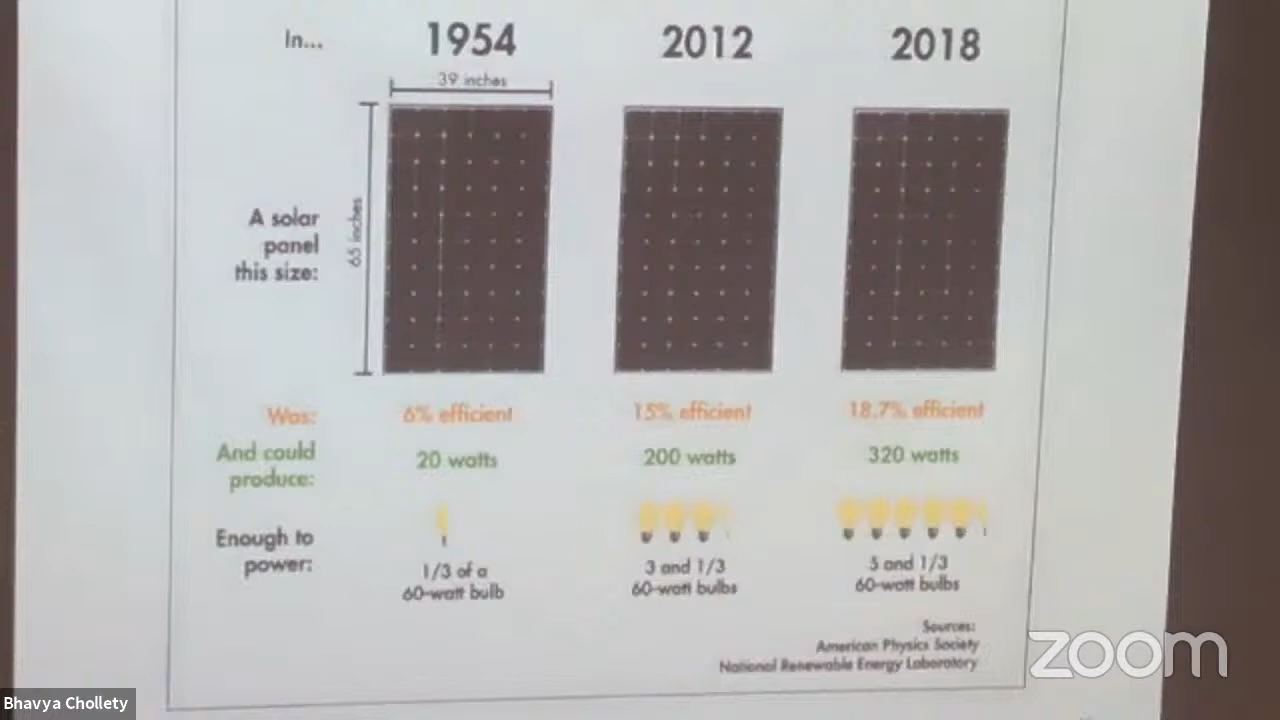 In... 1954 2012 2018
39 inches
65 inches
A solar
panel
this size:
Was: 6% efficient 15% efficient 18.7% efficient
And could
produce:
20 watts 200 watts 320 watts
Enough to
power:
1/3 of a
60-watt bulb
3 and 1/3
60-watt bulbs
5 and 1/3
60-watt bulbs
Sources:
American Physics Society
National Renewable Energy Laboratory
zoom
Bhavya Chollety